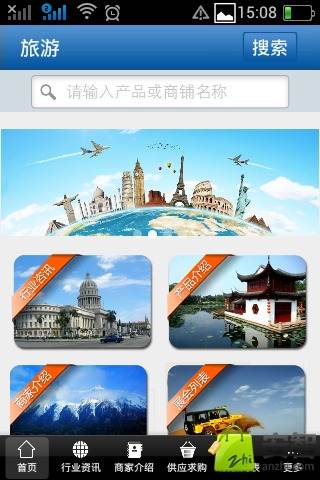 15:08
旅游
搜索
请输入产品或商铺名称
行业资讯
产品介绍
商家介绍
展会列表
首页
行业资讯
商家介绍
供应求购
表
更多
zhi